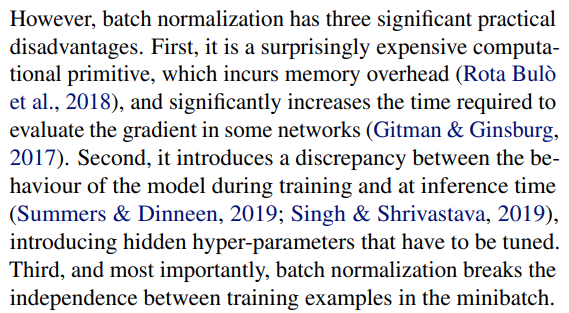 However, batch normalization has three significant practical
disadvantages. First, it is a surprisingly expensive computa-
tional primitive, which incurs memory overhead (Rota Bulò
et al., 2018), and significantly increases the time required to
evaluate the gradient in some networks (Gitman & Ginsburg,
2017). Second, it introduces a discrepancy between the be-
haviour of the model during training and at inference time
(Summers & Dinneen, 2019; Singh & Shrivastava, 2019),
introducing hidden hyper-parameters that have to be tuned.
Third, and most importantly, batch normalization breaks the
independence between training examples in the minibatch.